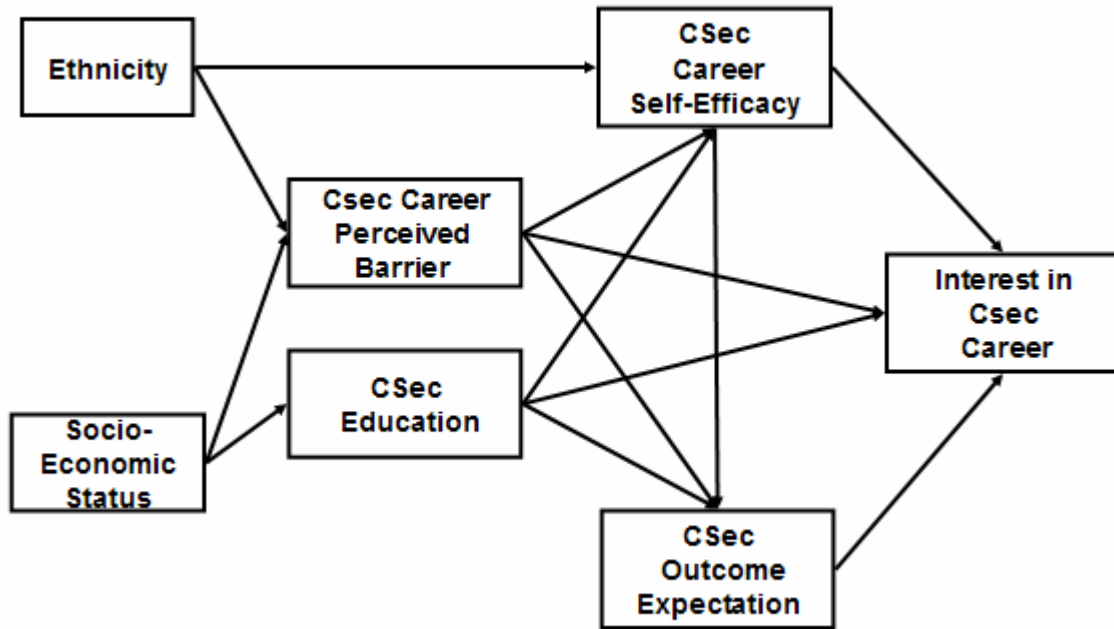 Ethnicity
CSec
Career
Self-Efficacy
Csec Career
Perceived
Barrier
Interest in
Csec
Career
CSec
Education
Socio-
Economic
Status
CSec
Outcome
Expectation